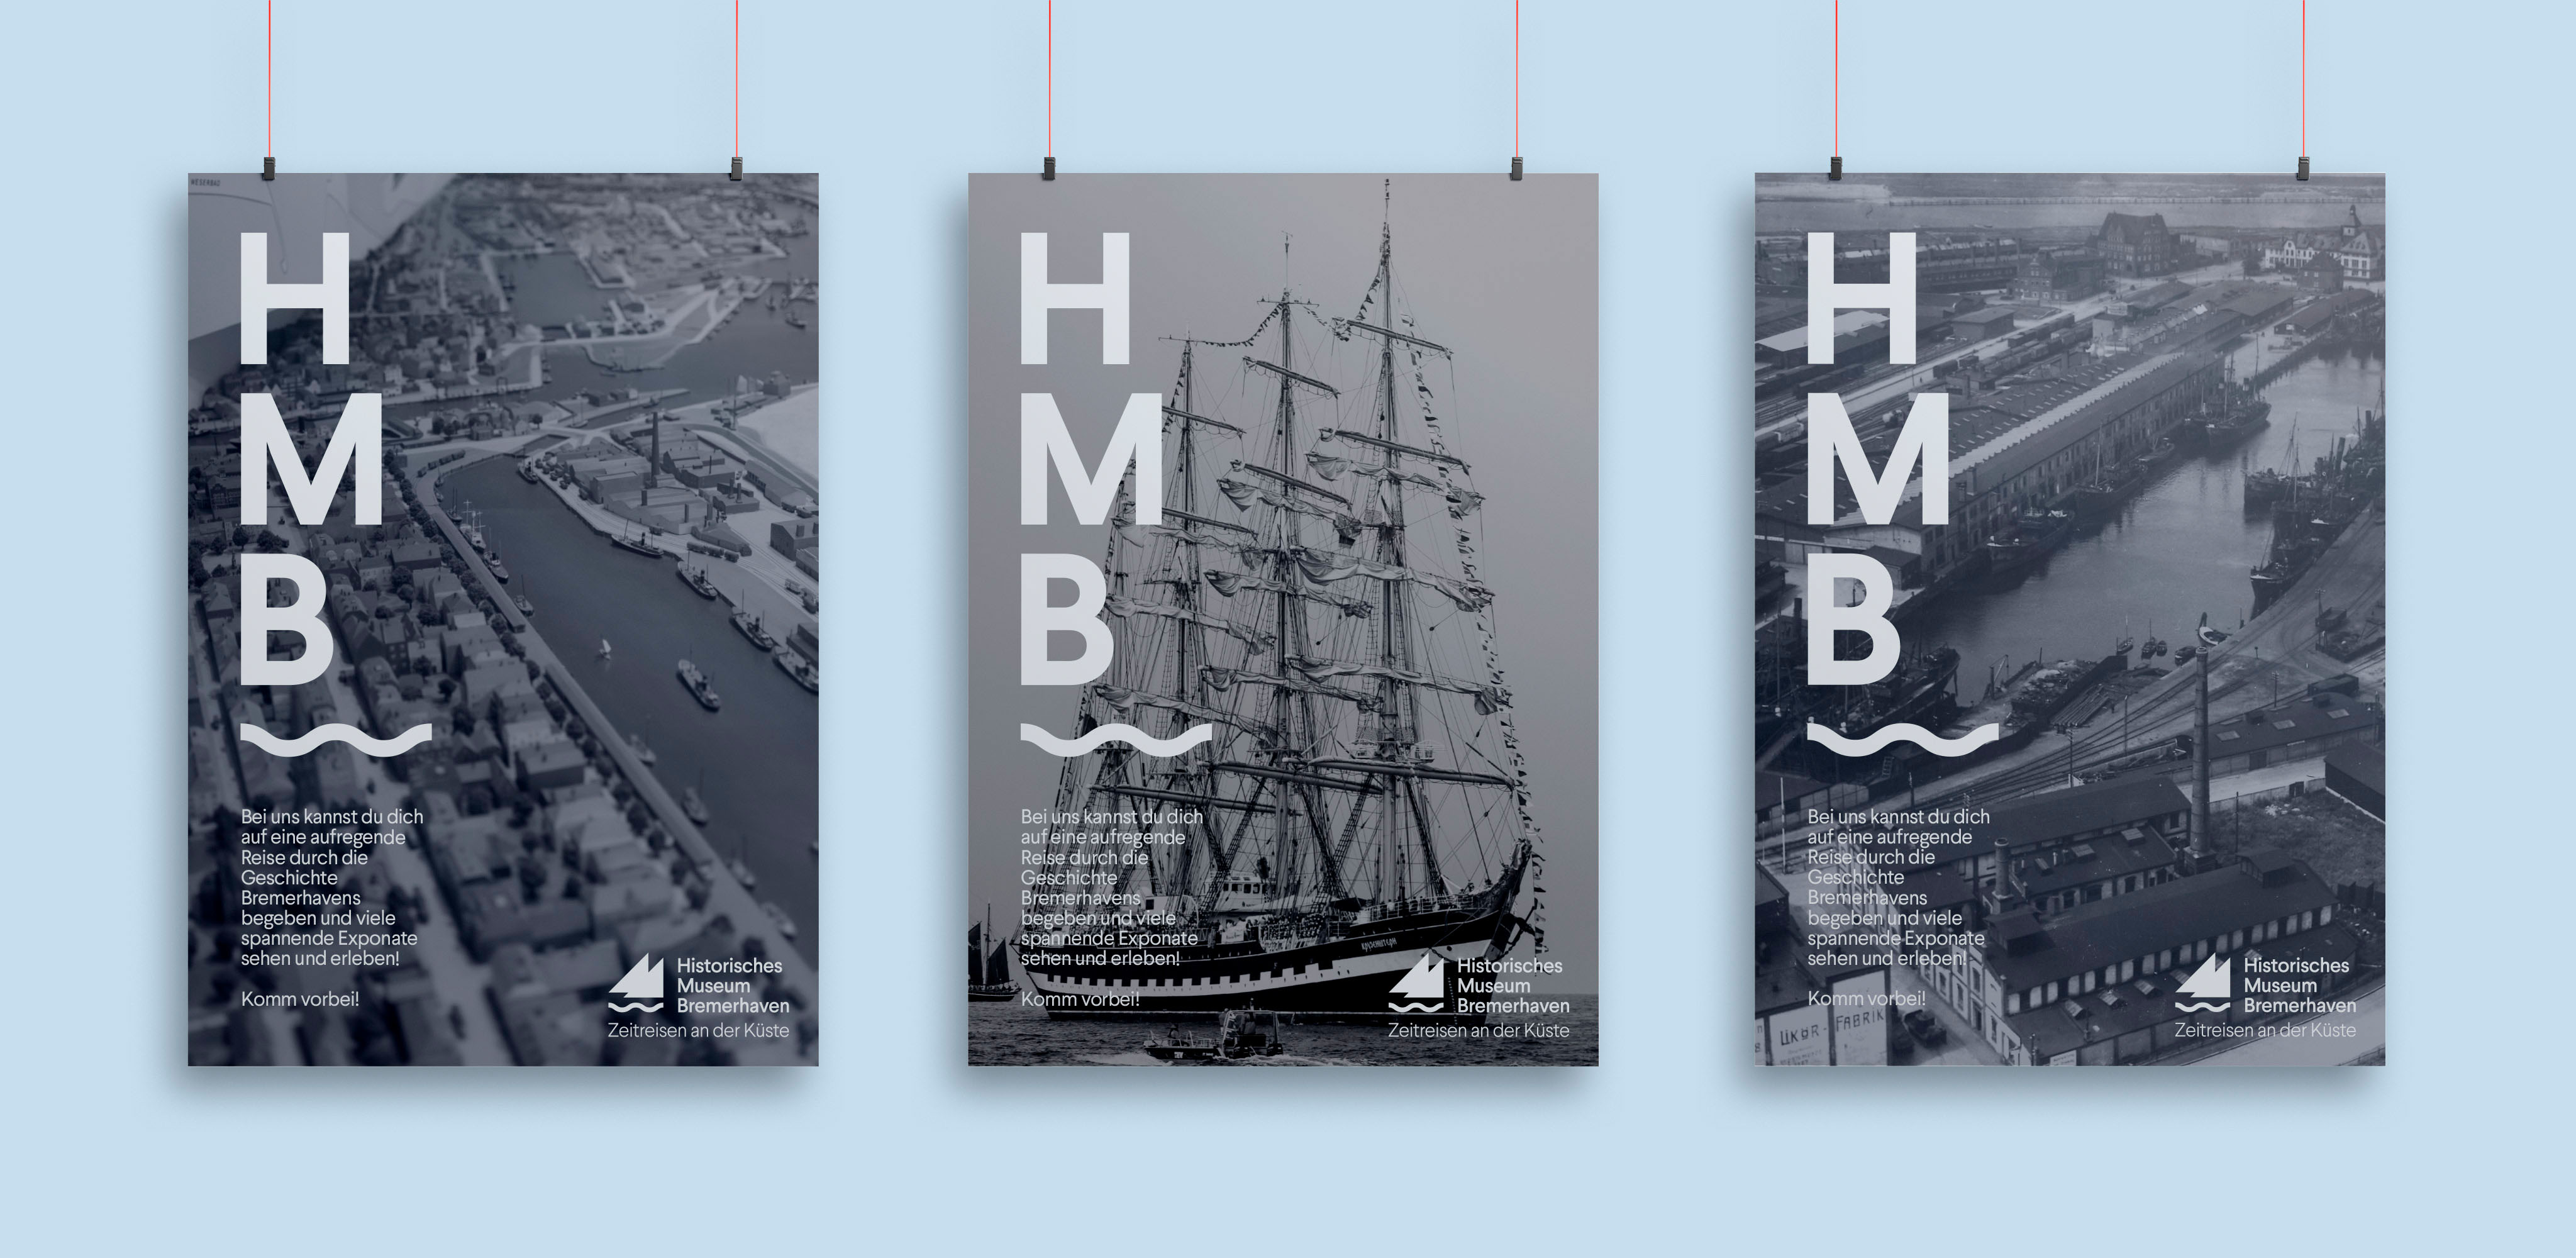 WESERBAD
H
M
B
Bei uns kannst du dich
auf eine aufregende
Reise durch die
Geschichte
Bremerhavens
begeben und viele
spannende Exponate
sehen und erleben!
Komm vorbei!
Historisches
Museum
Bremerhaven
Zeitreisen an der Küste
H
M
B
Bei uns kannst du dich
auf eine aufregende
Reise durch die
Geschichte
Bremerhavens
begeben und viele
spannende Exponate
sehen und erleben!
Komm vorbei!
Historisches
Museum
Bremerhaven
Zeitreisen an der Küste
H
M
B
Bei uns kannst du dich
auf eine aufregende
Reise durch die
Geschichte
Bremerhavens
begeben und viele
spannende Exponate
sehen und erleben!
Komm vorbei!
LIKÖR-FABRIK
Historisches
Museum
Bremerhaven
Zeitreisen an der Küste